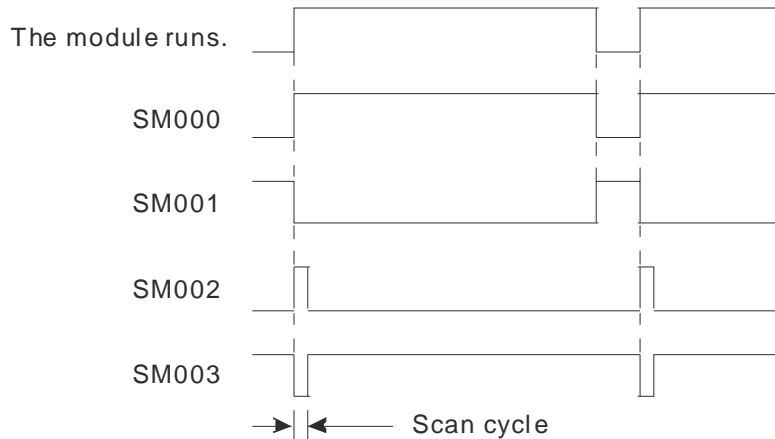 The module runs.
SM000
SM001
SM002
SM003
Scan cycle